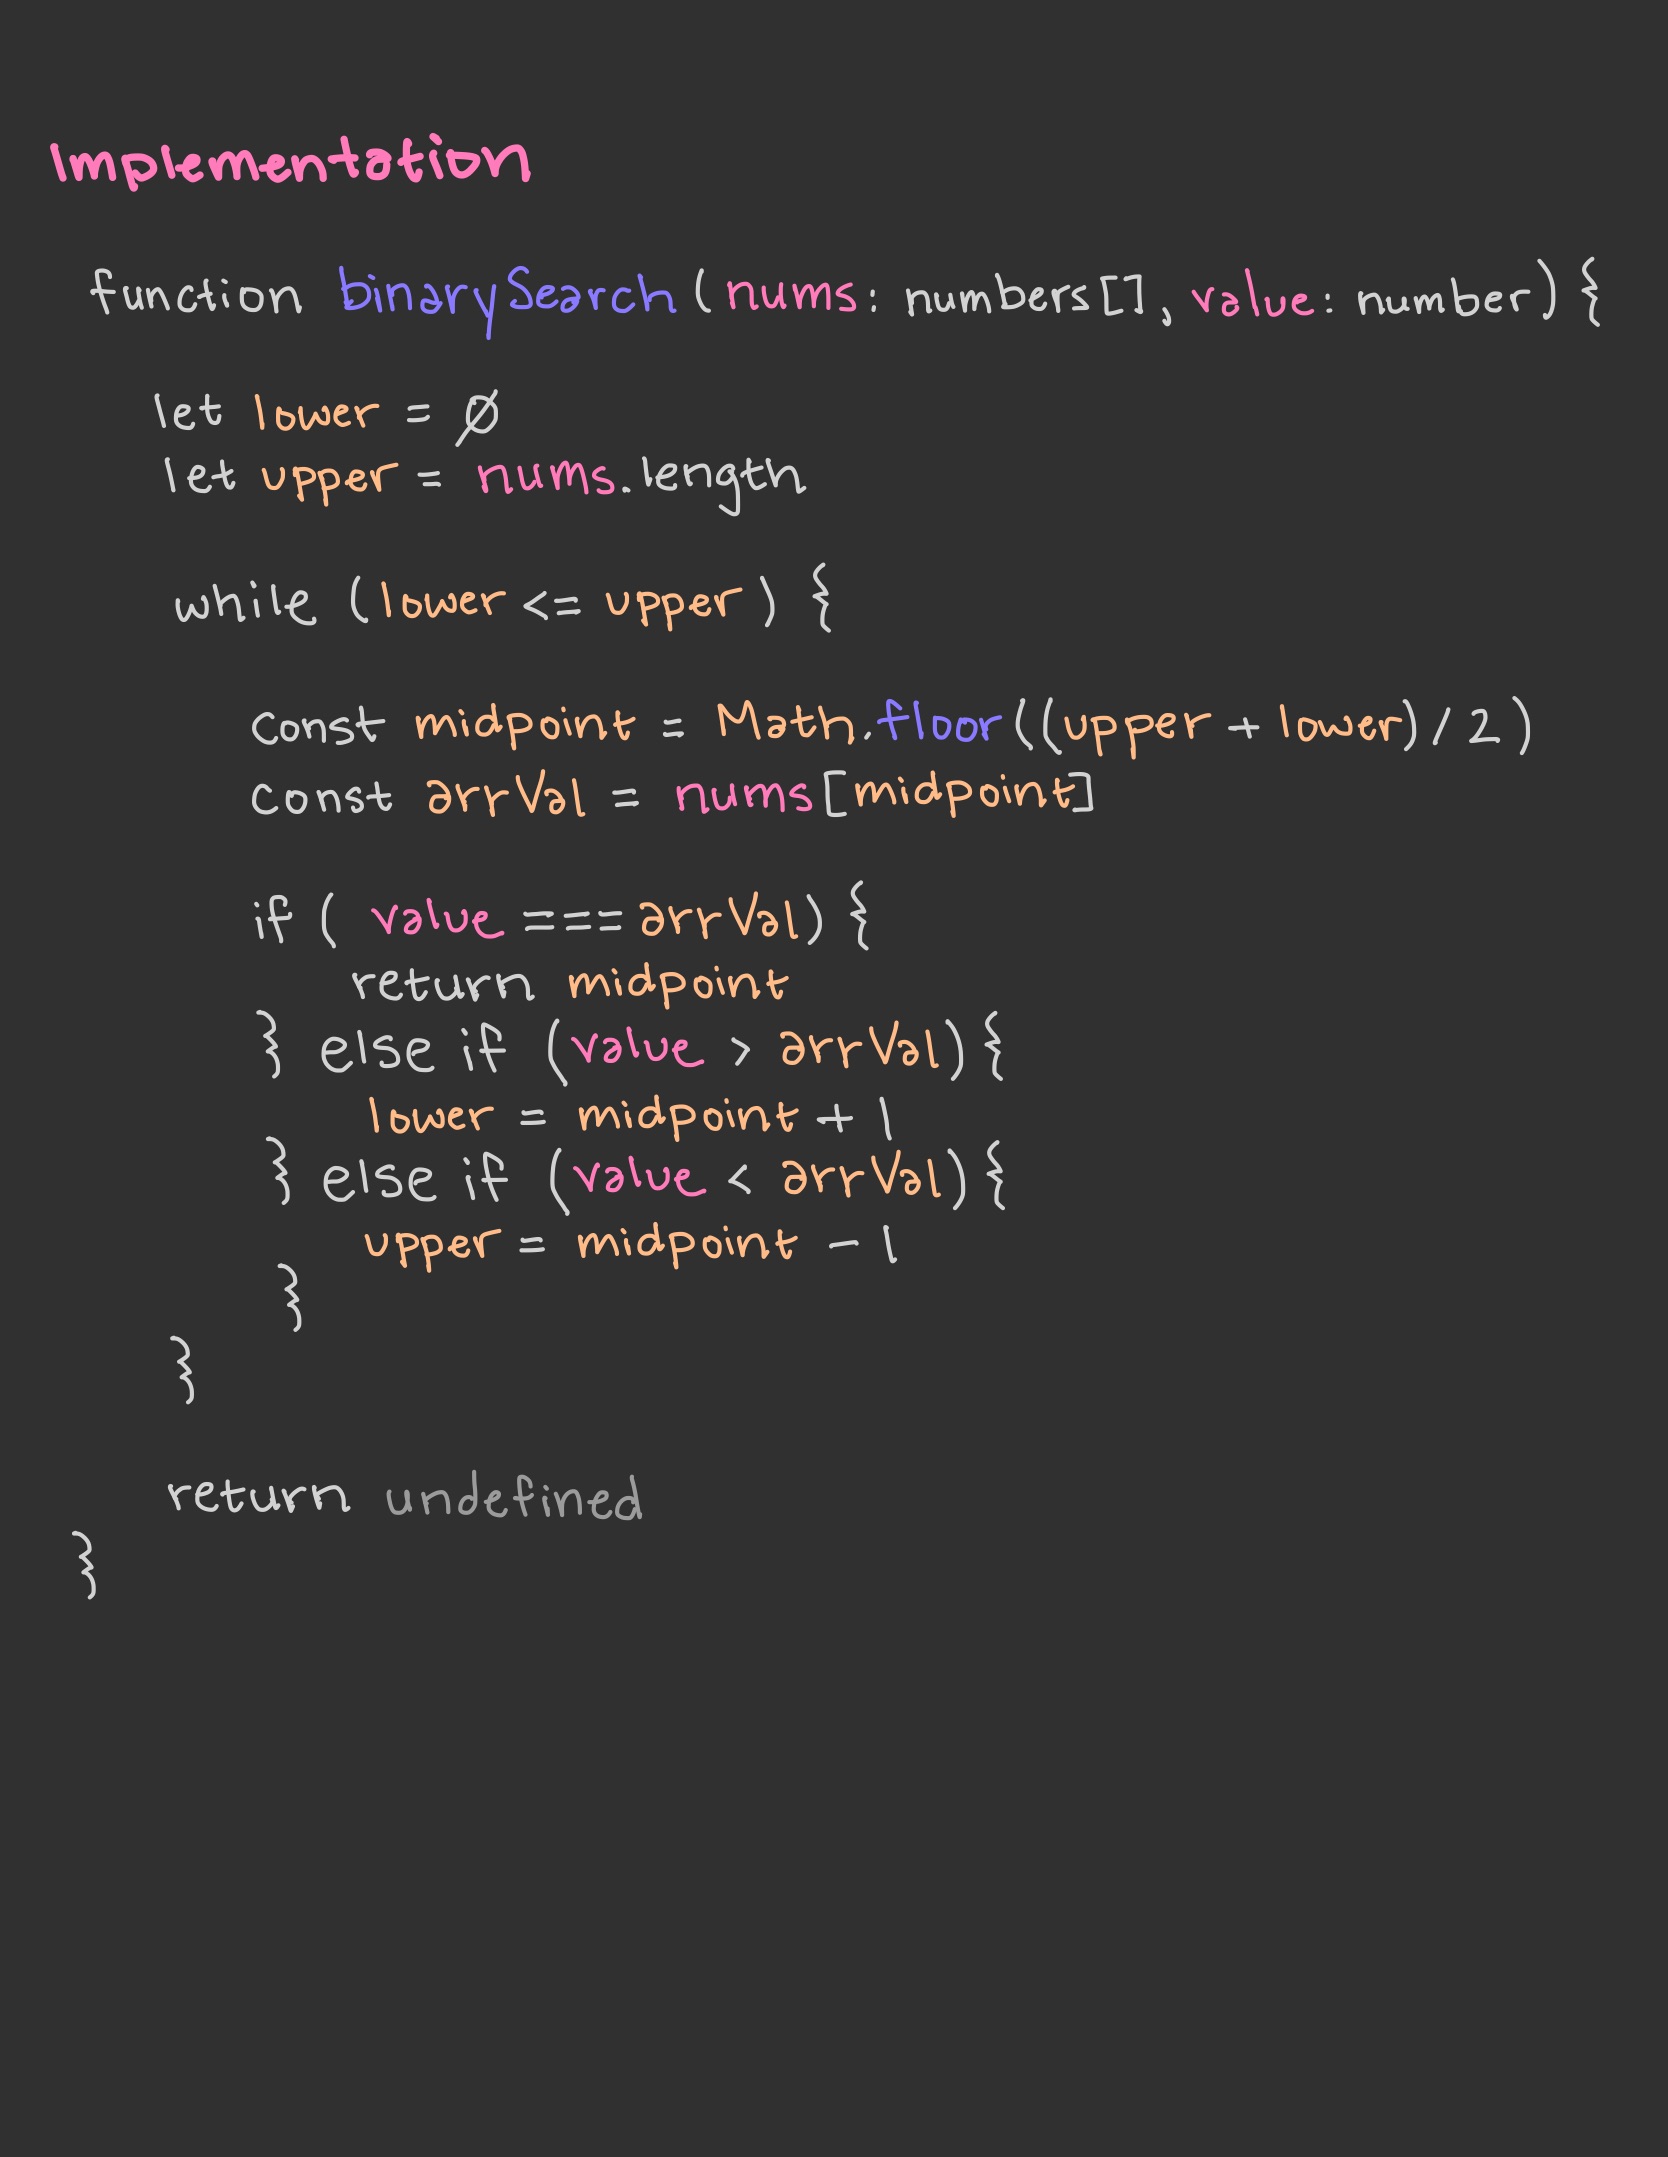 Implementation
function binarySearch(nums: numbers[], value: number) {
let lower = 0
let upper = nums.length
while (lower <= upper) {
const midpoint = Math.floor((upper + lower) / 2)
const arrVal = nums[midpoint]
if ( value === arrVal) {
return midpoint
} else if (value > arrVal) {
lower = midpoint + 1
} else if (value < arrVal) {
upper = midpoint - 1
}
}
return undefined
}